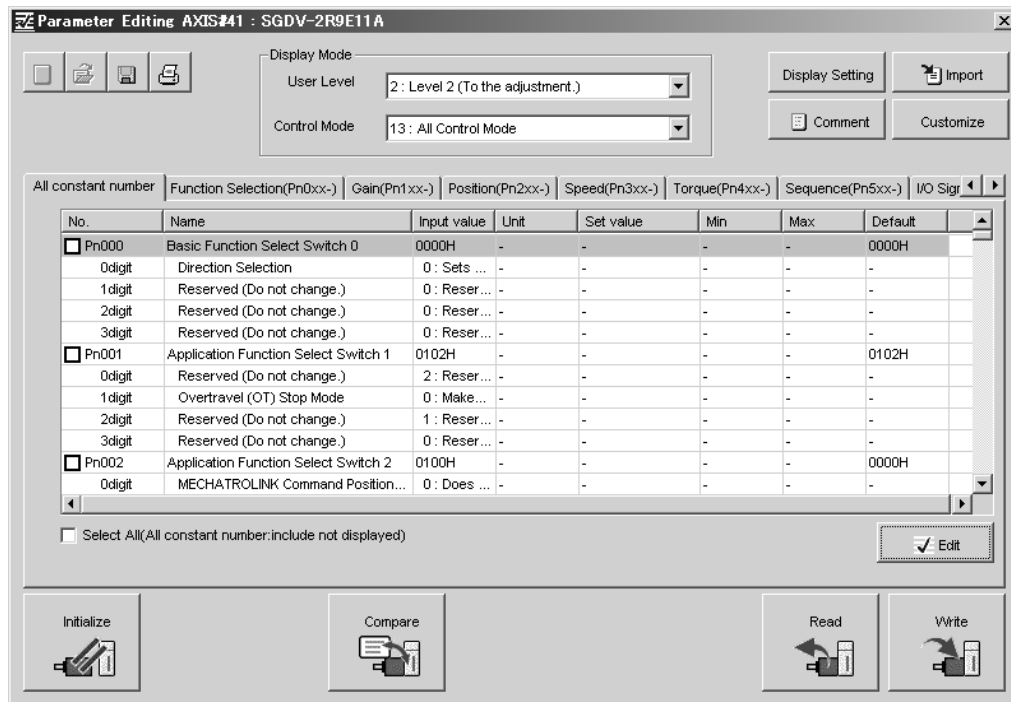 Parameter Editing AXIS#41 : SGDV-2R9E11A
Display Mode
User Level 2 : Level 2 (To the adjustment.)
Control Mode 13 : All Control Mode
Display Setting Import
Comment Customize
All constant number Function Selection(Pn0xx-) Gain(Pn1xx-) Position(Pn2xx-) Speed(Pn3xx-) Torque(Pn4xx-) Sequence(Pn5xx-) I/O Sigr
No. Name Input value Unit Set value Min Max Default
Pn000 Basic Function Select Switch 0 0000H - - - - 0000H
0digit Direction Selection 0 : Sets ... - - - - -
1digit Reserved (Do not change.) 0 : Reser... - - - - -
2digit Reserved (Do not change.) 0 : Reser... - - - - -
3digit Reserved (Do not change.) 0 : Reser... - - - - -
Pn001 Application Function Select Switch 1 0102H - - - - 0102H
0digit Reserved (Do not change.) 2 : Reser... - - - - -
1digit Overtravel (OT) Stop Mode 0 : Make... - - - - -
2digit Reserved (Do not change.) 1 : Reser... - - - - -
3digit Reserved (Do not change.) 0 : Reser... - - - - -
Pn002 Application Function Select Switch 2 0100H - - - - 0000H
0digit MECHATROLINK Command Position... 0 : Does ... - - - - -
Select All(All constant number:include not displayed)
Edit
Initialize Compare Read Write